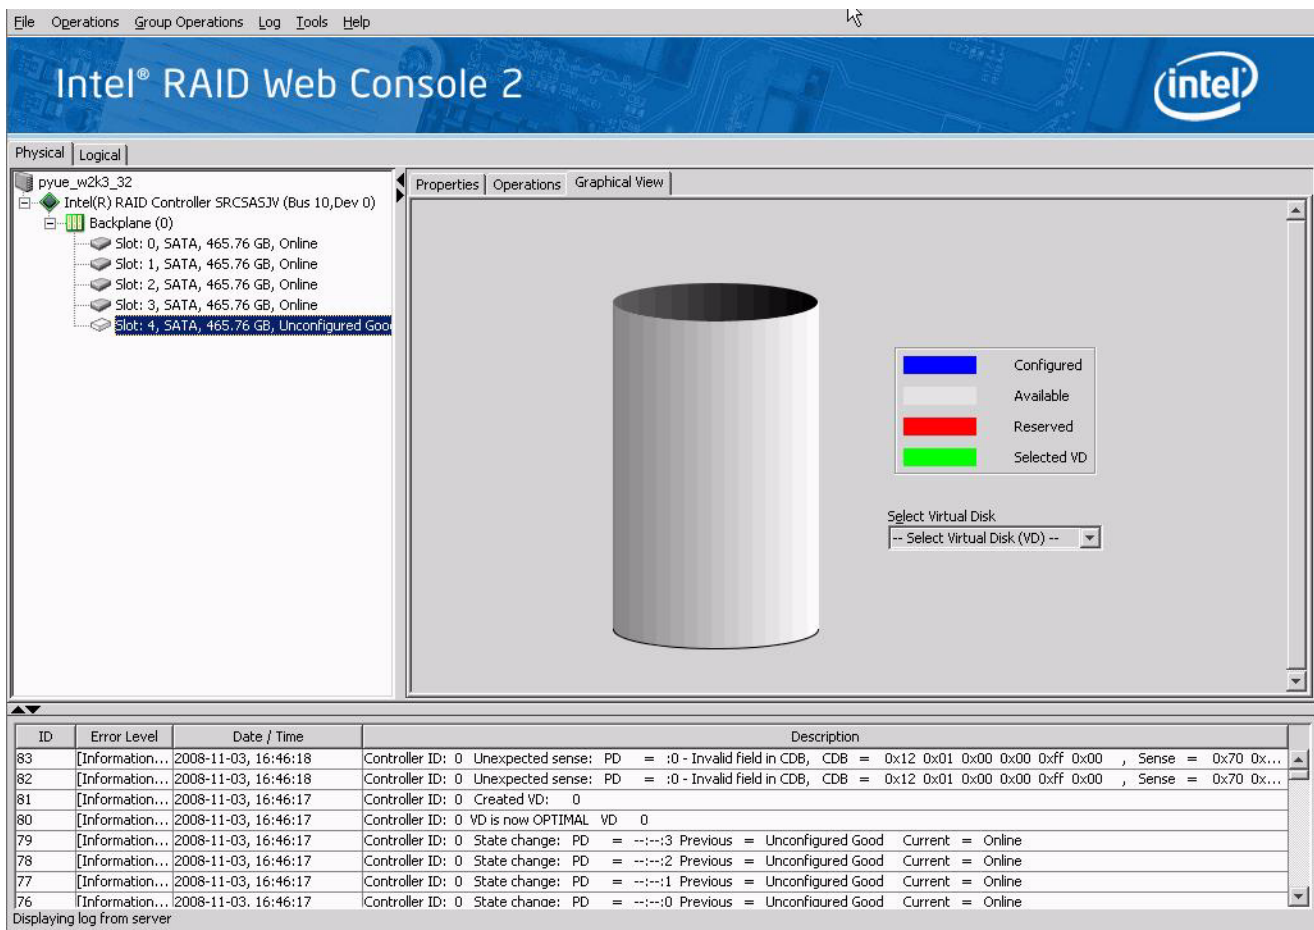 File Operations Group Operations Log Tools Help
Intel® RAID Web Console 2
intel
Physical Logical
pyue_w2k3_32
Intel(R) RAID Controller SRCSASJV (Bus 10,Dev 0)
Backplane (0)
Slot: 0, SATA, 465.76 GB, Online
Slot: 1, SATA, 465.76 GB, Online
Slot: 2, SATA, 465.76 GB, Online
Slot: 3, SATA, 465.76 GB, Online
Slot: 4, SATA, 465.76 GB, Unconfigured Goo
Properties Operations Graphical View
Configured
Available
Reserved
Selected VD
Select Virtual Disk
-- Select Virtual Disk (VD) --
ID Error Level Date / Time Description
83 [Information... 2008-11-03, 16:46:18 Controller ID: 0 Unexpected sense: PD = :0 - Invalid field in CDB, CDB = 0x12 0x01 0x00 0x00 0xff 0x00 , Sense = 0x70 0x...
82 [Information... 2008-11-03, 16:46:18 Controller ID: 0 Unexpected sense: PD = :0 - Invalid field in CDB, CDB = 0x12 0x01 0x00 0x00 0xff 0x00 , Sense = 0x70 0x...
81 [Information... 2008-11-03, 16:46:17 Controller ID: 0 Created VD: 0
80 [Information... 2008-11-03, 16:46:17 Controller ID: 0 VD is now OPTIMAL VD 0
79 [Information... 2008-11-03, 16:46:17 Controller ID: 0 State change: PD = --:--:3 Previous = Unconfigured Good Current = Online
78 [Information... 2008-11-03, 16:46:17 Controller ID: 0 State change: PD = --:--:2 Previous = Unconfigured Good Current = Online
77 [Information... 2008-11-03, 16:46:17 Controller ID: 0 State change: PD = --:--:1 Previous = Unconfigured Good Current = Online
76 [Information... 2008-11-03, 16:46:17 Controller ID: 0 State change: PD = --:--:0 Previous = Unconfigured Good Current = Online
Displaying log from server